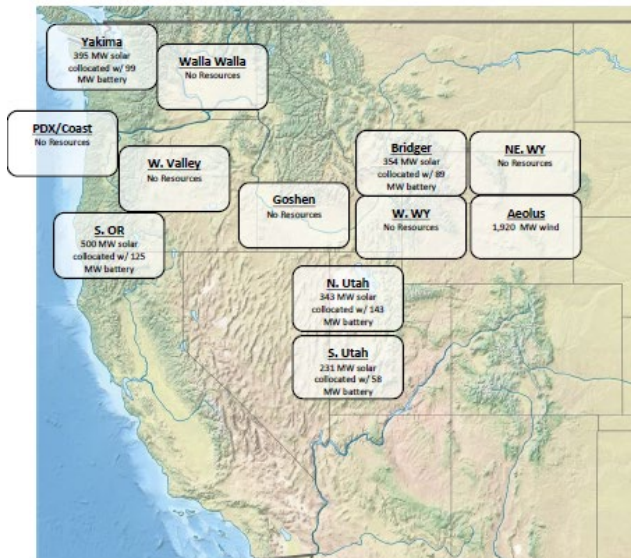 Yakima
395 MW solar
collocated w/ 99
MW battery
Walla Walla
No Resources
PDX/Coast
No Resources
W. Valley
No Resources
Bridger
354 MW solar
collocated w/ 89
MW battery
NE. WY
No Resources
Goshen
No Resources
W. WY
No Resources
Aeolus
1,920 MW wind
S. OR
500 MW solar
collocated w/ 125
MW battery
N. Utah
343 MW solar
collocated w/ 143
MW battery
S. Utah
231 MW solar
collocated w/ 58
MW battery